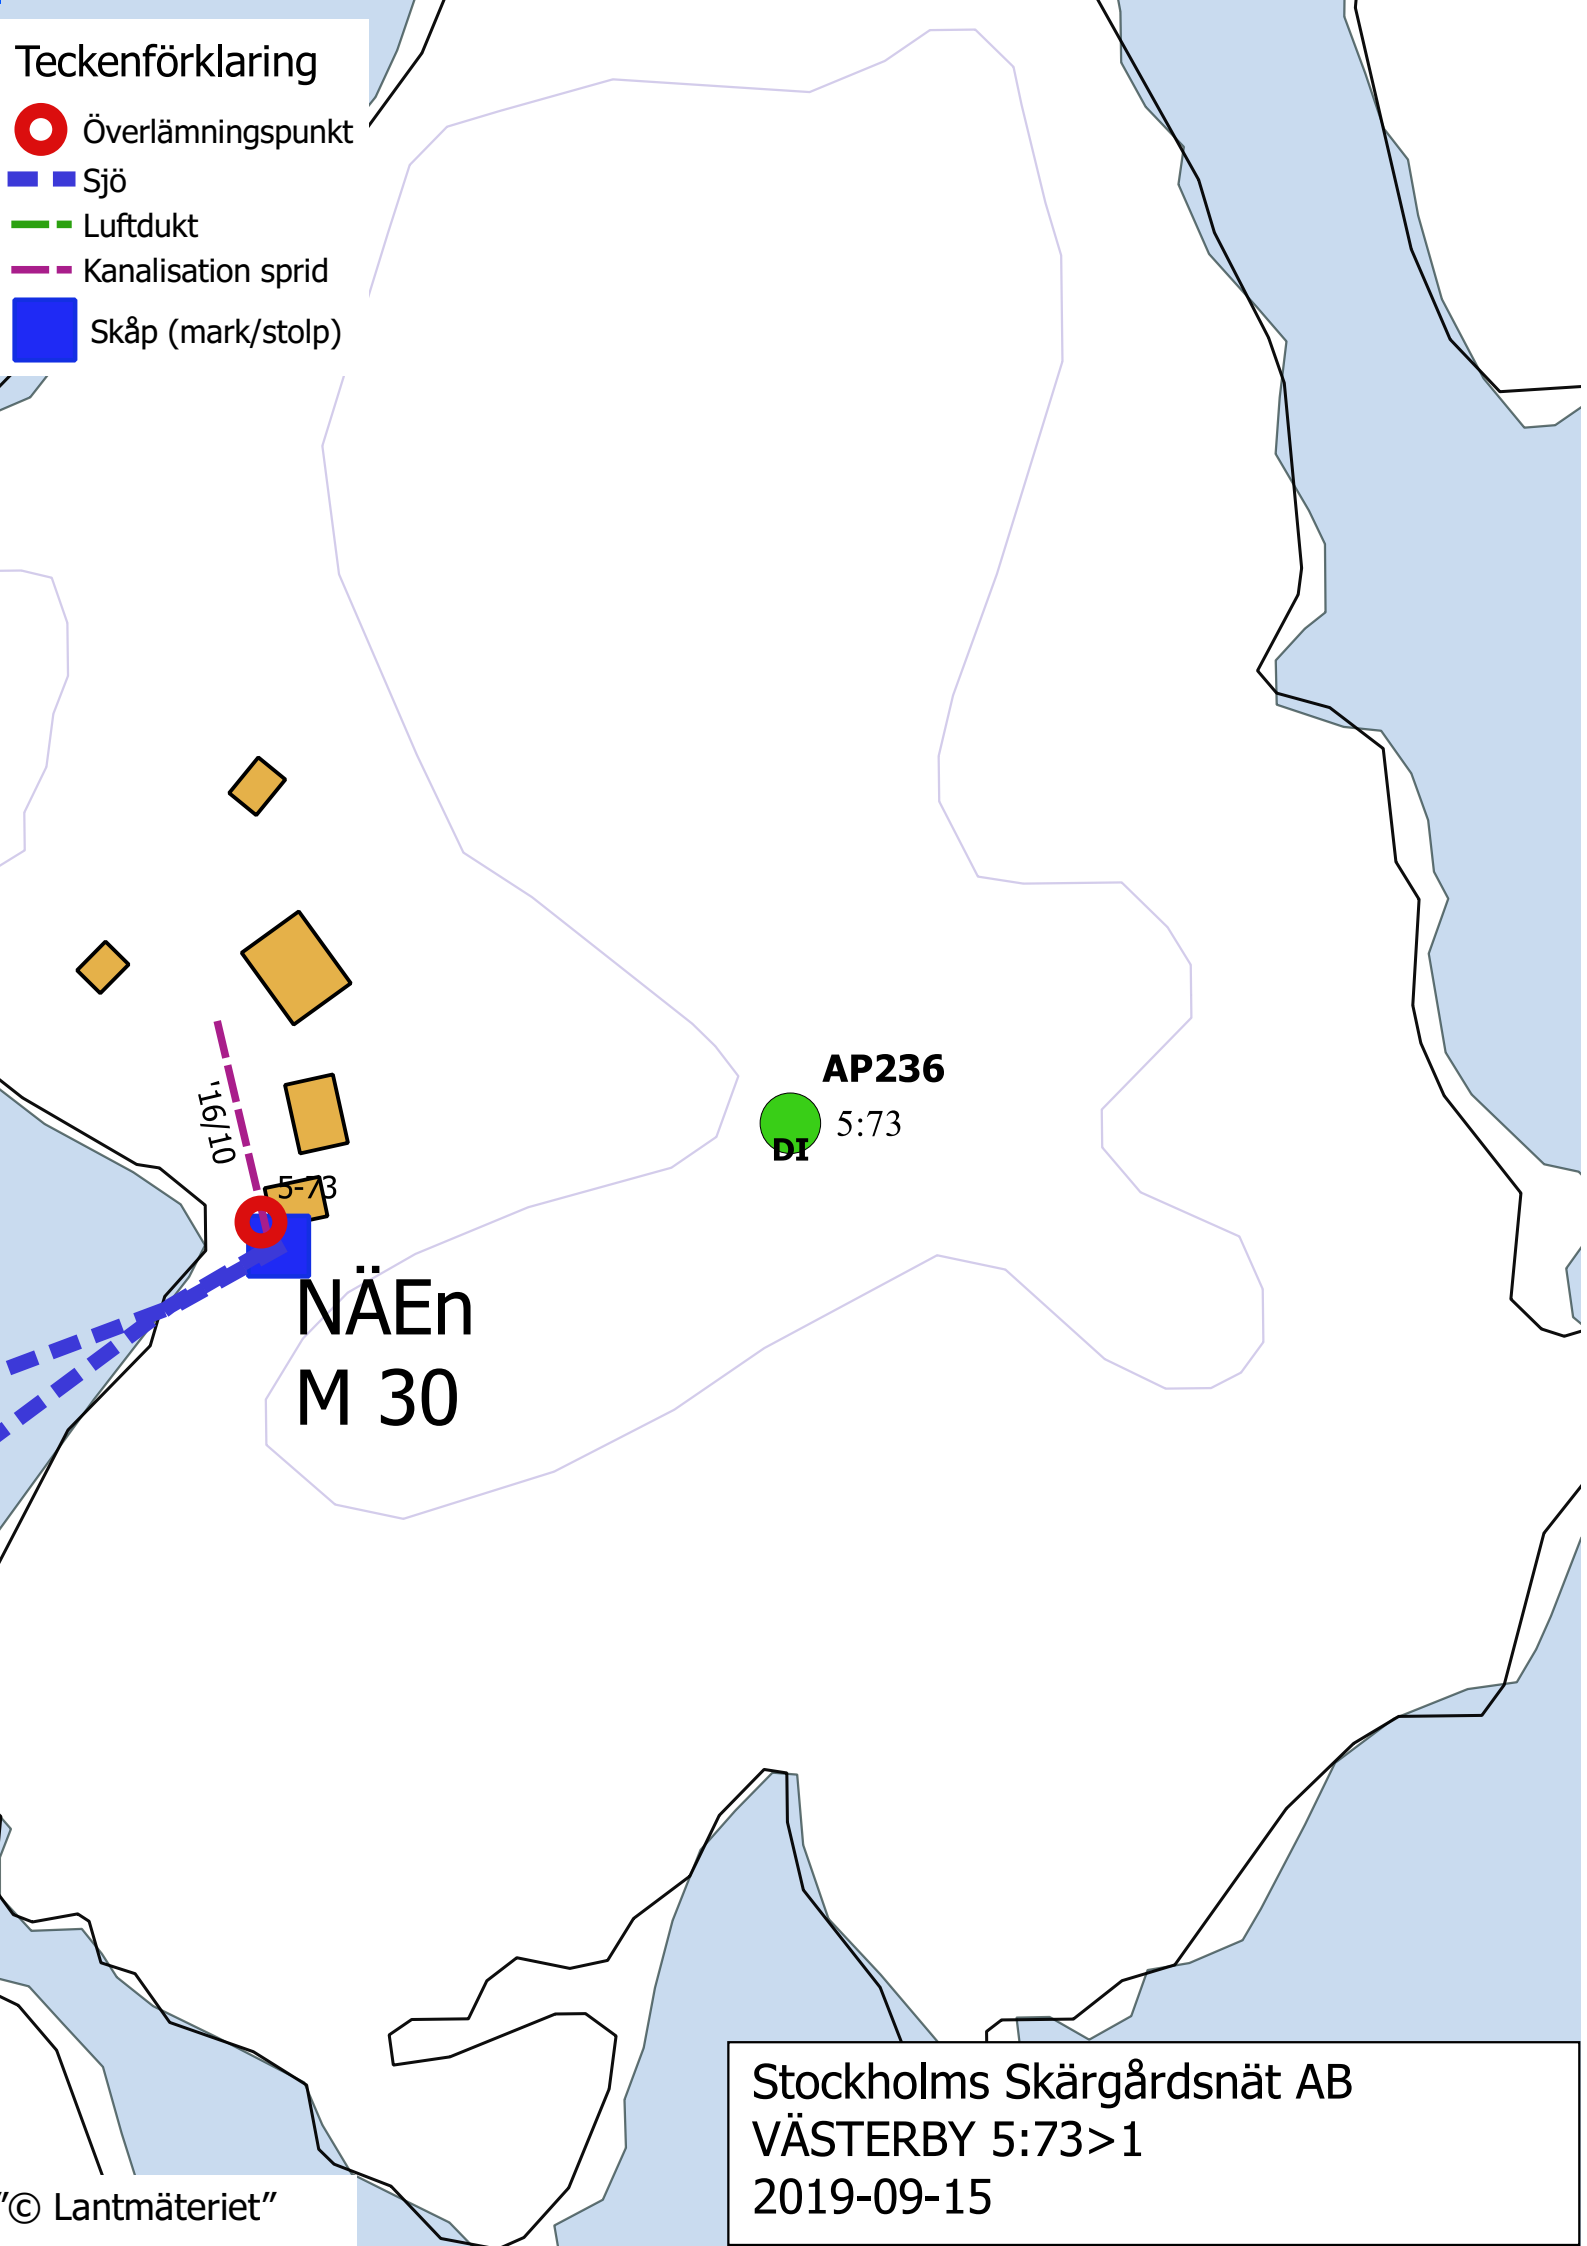 Teckenförklaring
Överlämningspunkt
Sjö
Luftdukt
Kanalisation sprid
Skåp (mark/stolp)
AP236
5:73
DI
'16/10
5-73
NÄEn
M 30
Stockholms Skärgårdsnät AB
VÄSTERBY 5:73>1
2019-09-15
"© Lantmäteriet"